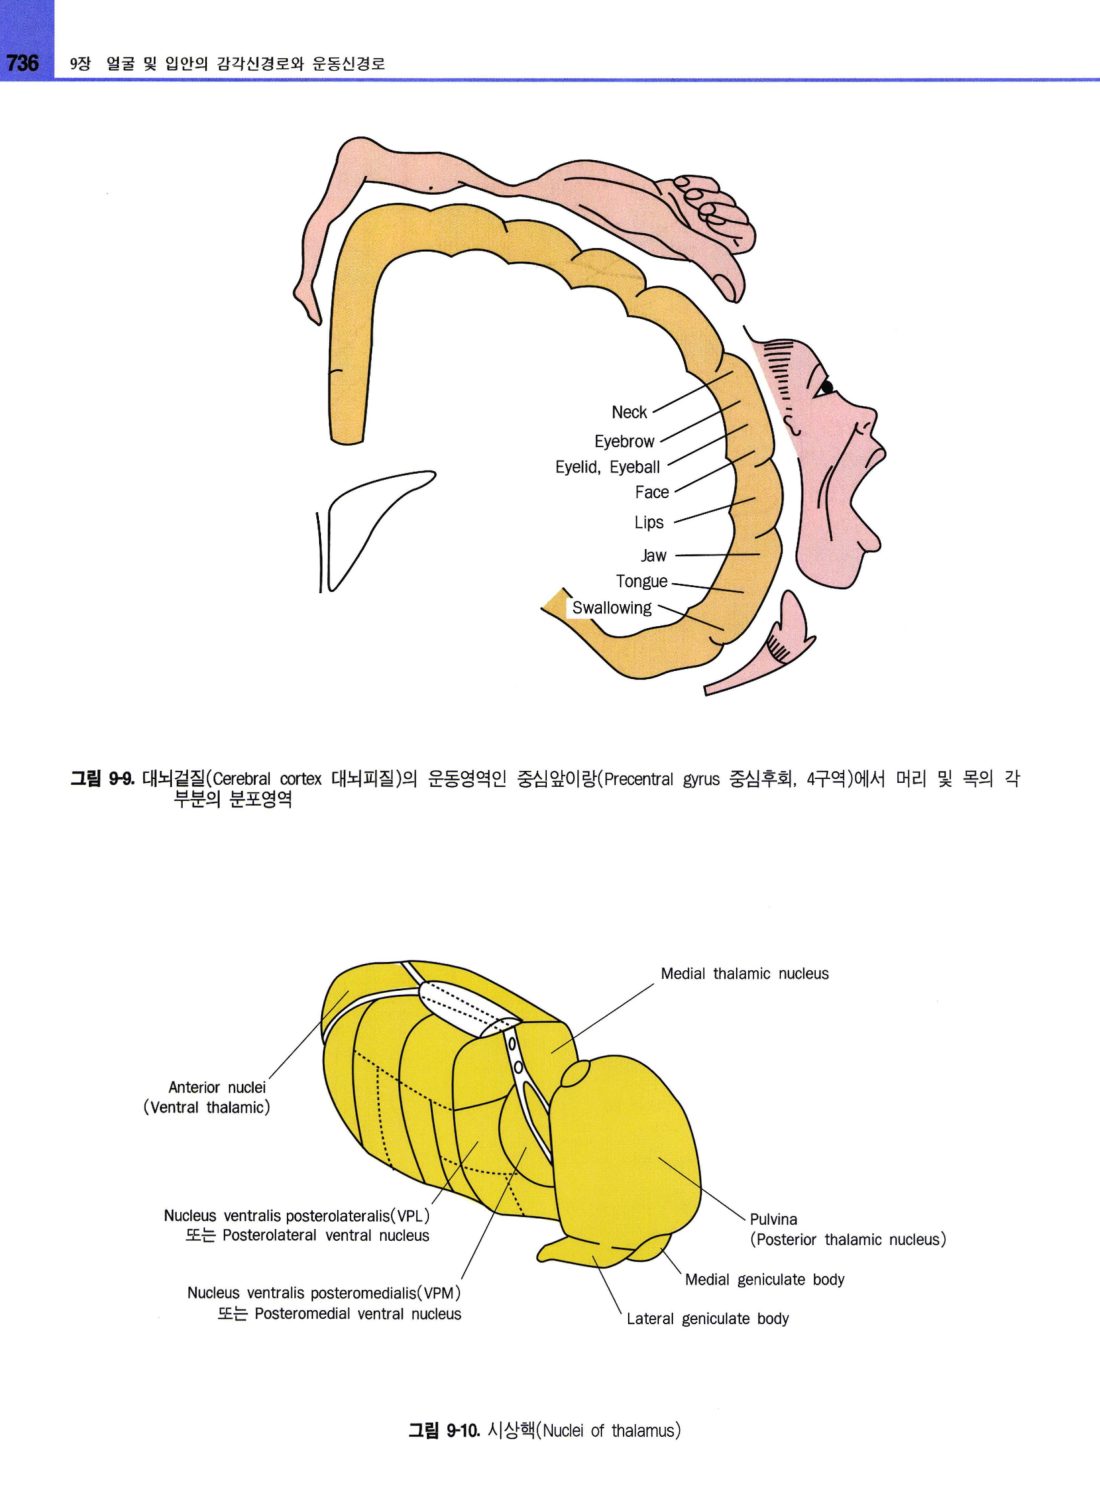 736
9장 얼굴 및 입안의 감각신경로와 운동신경로
Neck
Eyebrow
Eyelid, Eyeball
Face
Lips
Jaw
Tongue
Swallowing
그림 9-9. 대뇌겉질(Cerebral cortex 대뇌피질)의 운동영역인 중심앞이랑(Precentral gyrus 중심후회, 4구역)에서 머리 및 목의 각
부분의 분포영역
Medial thalamic nucleus
Anterior nuclei
(Ventral thalamic)
Nucleus ventralis posterolateralis(VPL)
또는 Posterolateral ventral nucleus
Pulvina
(Posterior thalamic nucleus)
Nucleus ventralis posteromedialis(VPM)
또는 Posteromedial ventral nucleus
Medial geniculate body
Lateral geniculate body
그림 9-10. 시상핵(Nuclei of thalamus)